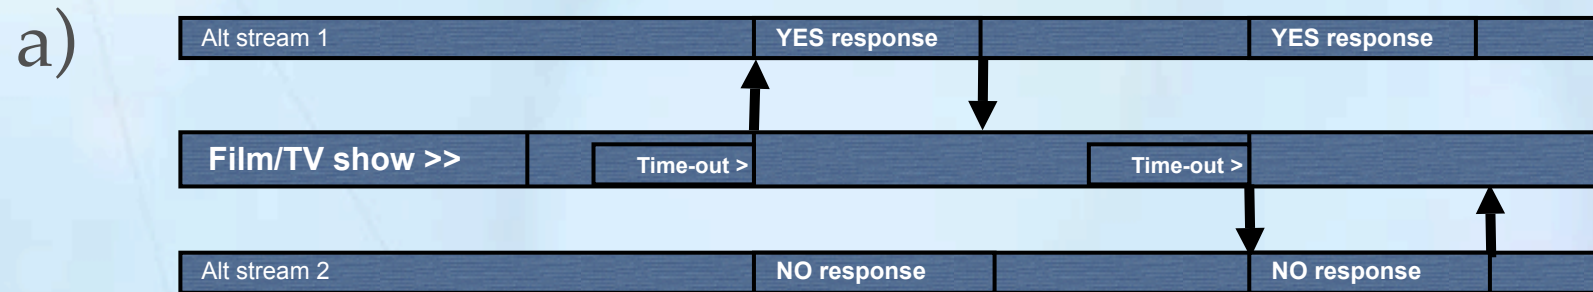 a)
Alt stream 1 YES response YES response
Film/TV show >> Time-out > Time-out >
Alt stream 2 NO response NO response